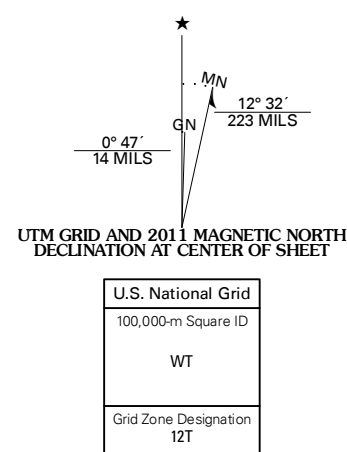 ★
MN
12° 32´
223 MILS
GN
0° 47´
14 MILS
UTM GRID AND 2011 MAGNETIC NORTH
DECLINATION AT CENTER OF SHEET
U.S. National Grid
100,000-m Square ID
WT
Grid Zone Designation
12T